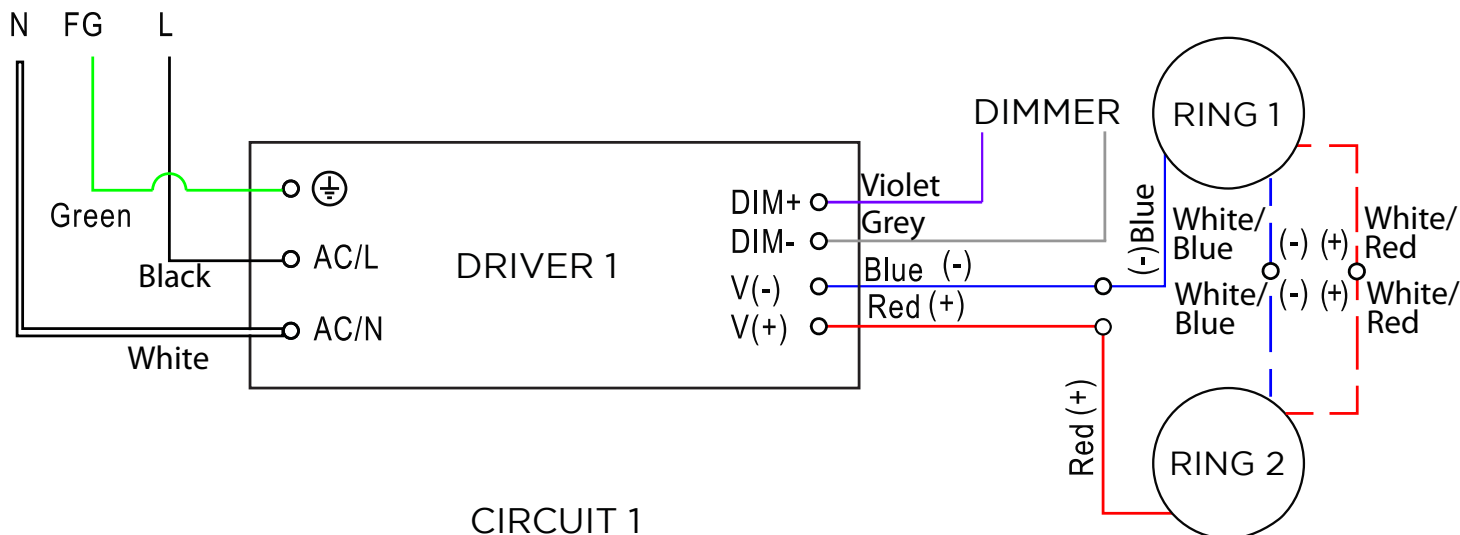 N FG L
DIMMER
RING 1
Green
Black
White
AC/L
AC/N
DRIVER 1
DIM+
DIM-
V(-)
V(+)
Violet
Grey
Blue (-)
Red (+)
(-) Blue
White/
Blue
(-) (+)
White/
Red
White/
Blue
(-) (+)
White/
Red
Red (+)
RING 2
CIRCUIT 1